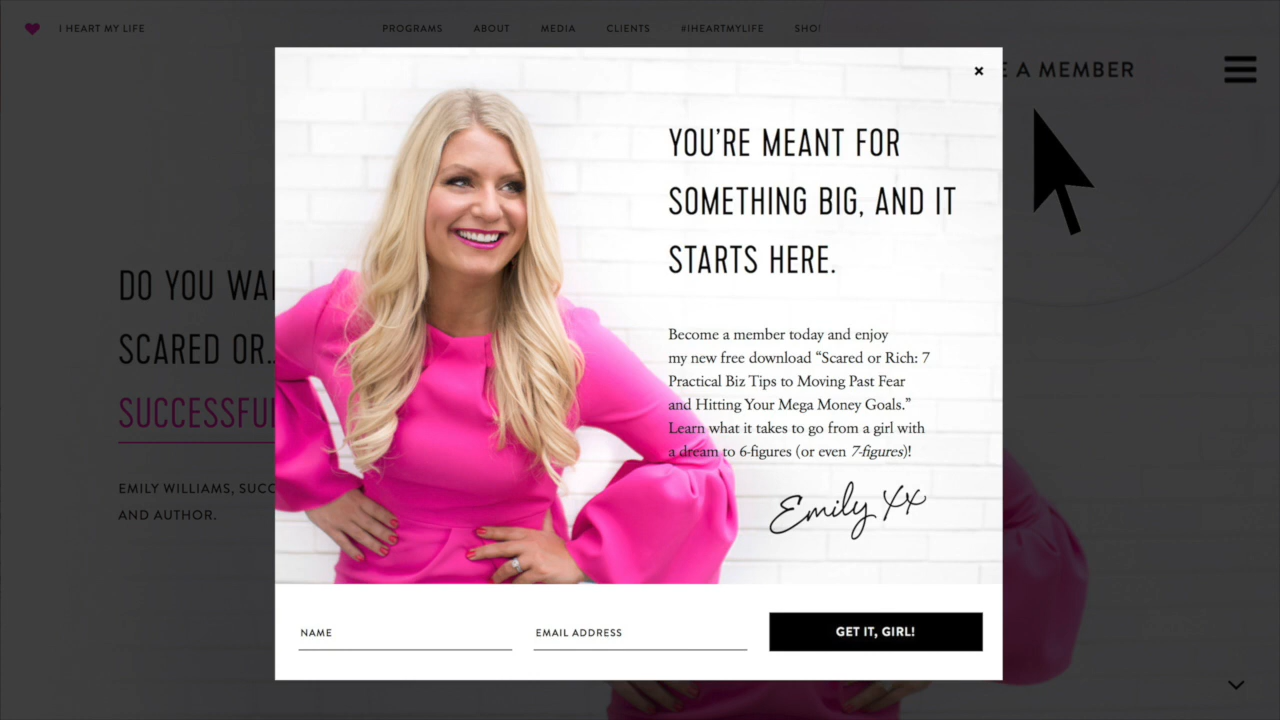 I HEART MY LIFE
PROGRAMS ABOUT MEDIA CLIENTS #IHEARTMYLIFE
A MEMBER
YOU’RE MEANT FOR
SOMETHING BIG, AND IT
STARTS HERE.
Become a member today and enjoy
my new free download “Scared or Rich: 7
Practical Biz Tips to Moving Past Fear
and Hitting Your Mega Money Goals.”
Learn what it takes to go from a girl with
a dream to 6-figures (or even 7-figures)!
Emily XX
DO YOU
SCARED OR..
EMILY WILLIAMS,
AND AUTHOR.
NAME
EMAIL ADDRESS
GET IT, GIRL!